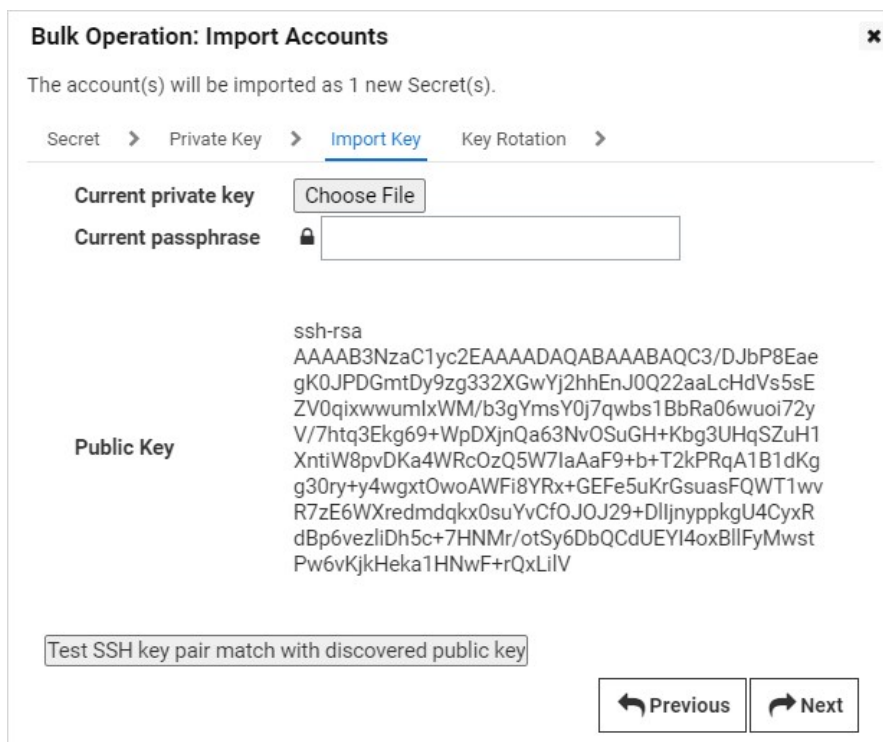 Bulk Operation: Import Accounts
The account(s) will be imported as 1 new Secret(s).
Secret > Private Key > Import Key Key Rotation >
Current private key Choose File
Current passphrase
Public Key
ssh-rsa
AAAAB3NzaC1yc2EAAAADAQABAAABAQC3/DJbP8Eae
gK0JPDGmtDy9zg332XGwYj2hhEnJ0Q22aaLcHdVs5sE
ZV0qixwwumIxWM/b3gYmsY0j7qwbs1BbRa06wuoi72y
V/7htq3Ekg69+WpDXjnQa63NvOSuGH+Kbg3UHqSZuH1
XntiW8pvDKa4WRcOzQ5W7IaAaF9+b+T2kPRqA1B1dKg
g30ry+y4wgxtOwoAWFi8YRx+GEFe5uKrGsuasFQWT1wv
R7zE6WXredmdqkx0suYvCfOJOJ29+DlIjnyppkgU4CyxR
dBp6vezliDh5c+7HNMr/otSy6DbQCdUEYI4oxBllFyMwst
Pw6vKjkHeka1HNwF+rQxLilV
Test SSH key pair match with discovered public key
Previous Next